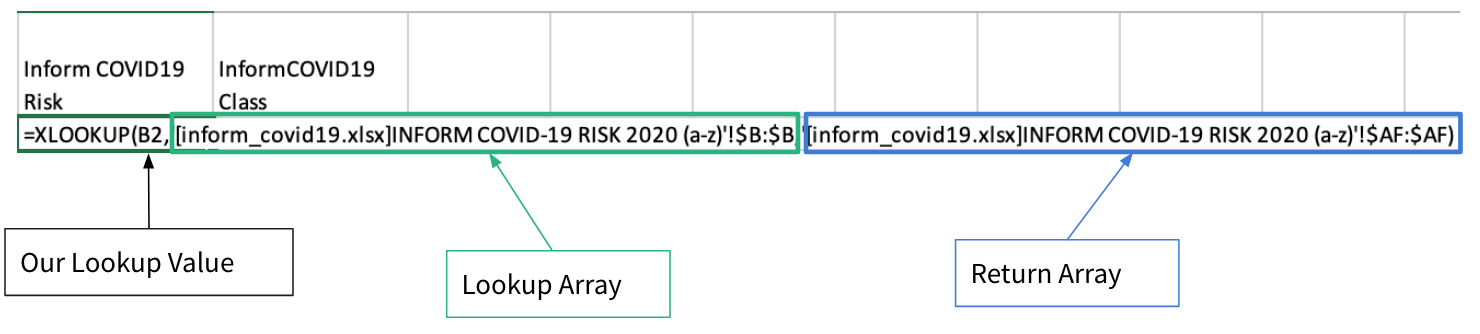 Inform COVID19 InformCOVID19
Risk Class
=XLOOKUP(B2, [inform_covid19.xlsx]INFORM COVID-19 RISK 2020 (a-z)'!$B:$B, '[inform_covid19.xlsx]INFORM COVID-19 RISK 2020 (a-z)'!$AF:$AF)
Our Lookup Value
Lookup Array
Return Array